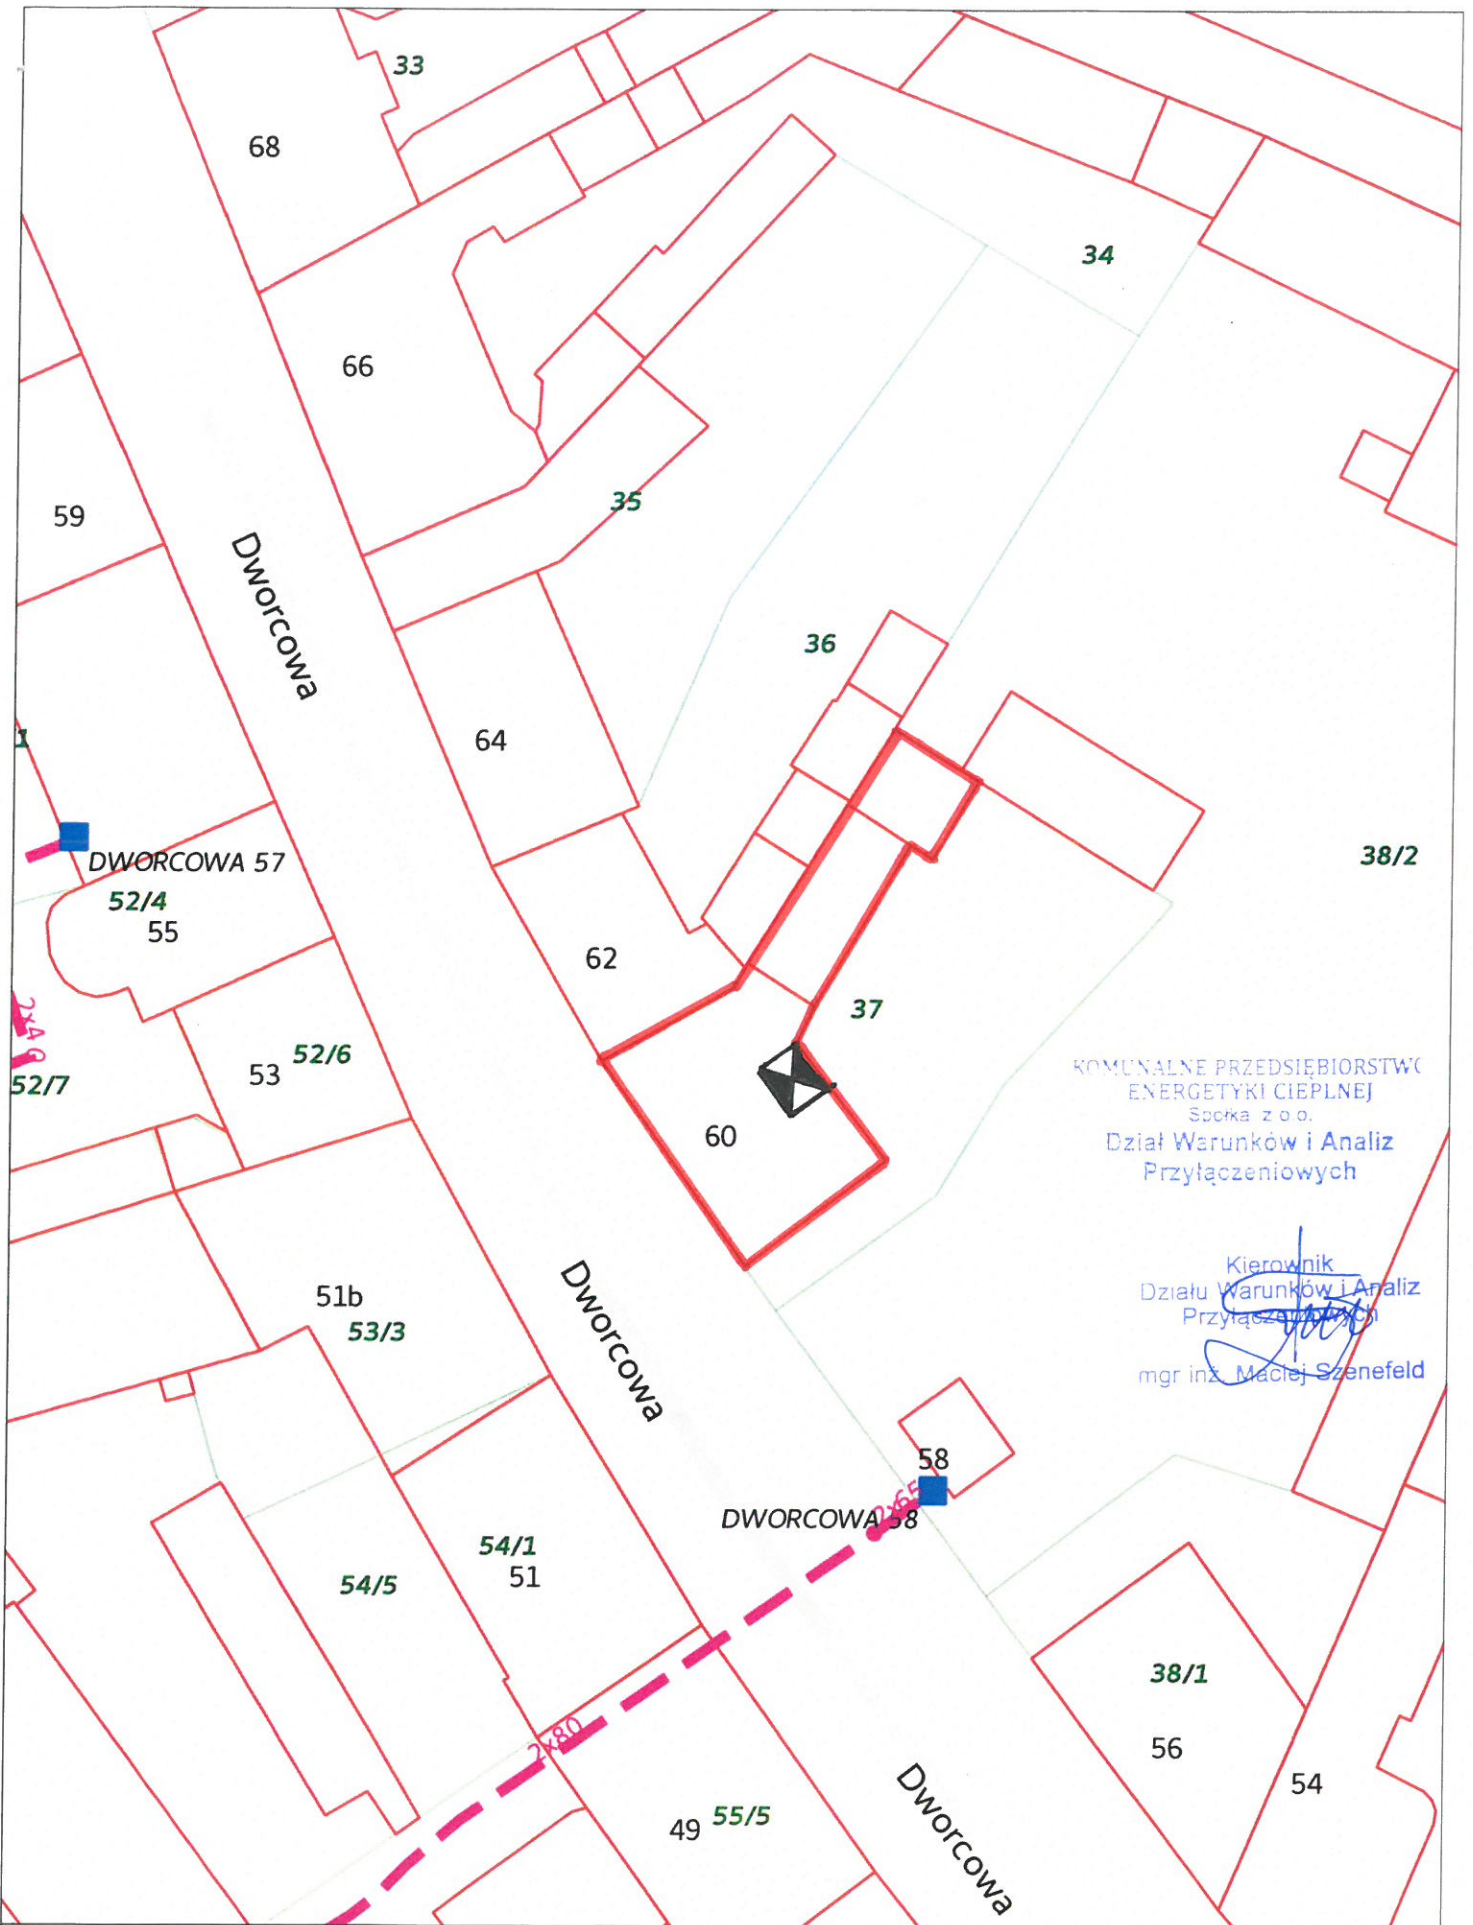 33
68
34
66
35
59
Dworcowa
36
64
1
DWORCOWA 57
52/4
55
38/2
62
37
2x4
52/6
53
52/7
60
KOMUNALNE PRZEDSIĘBIORSTWO
ENERGETYKI CIEPLNEJ
Spółka z o.o.
Dział Warunków i Analiz
Przyłączeniowych
Kierownik
Działu Warunków i Analiz
Przyłączeniowych
mgr inż. Maciej Szenefeld
51b
53/3
Dworcowa
58
2x65
DWORCOWA 58
54/1
51
54/5
38/1
2x80
56
54
Dworcowa
49 55/5